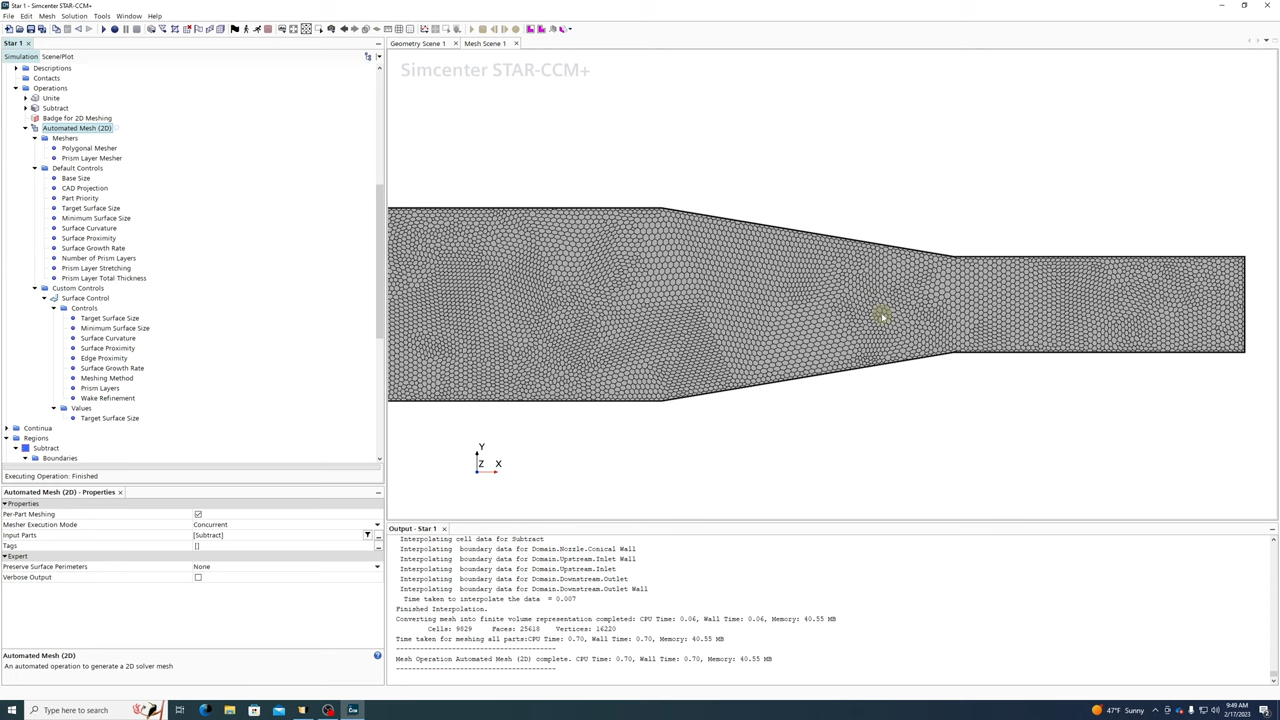 Star 1 - Simcenter STAR-CCM+
File Edit Mesh Solution Tools Window Help
Star 1
Simulation Scene/Plot
Descriptions
Contacts
Operations
Unite
Subtract
Badge for 2D Meshing
Automated Mesh (2D)
Meshers
Polygonal Mesher
Prism Layer Mesher
Default Controls
Base Size
CAD Projection
Part Priority
Target Surface Size
Minimum Surface Size
Surface Curvature
Surface Proximity
Surface Growth Rate
Number of Prism Layers
Prism Layer Stretching
Prism Layer Total Thickness
Custom Controls
Surface Control
Controls
Target Surface Size
Minimum Surface Size
Surface Curvature
Surface Proximity
Edge Proximity
Surface Growth Rate
Meshing Method
Prism Layers
Wake Refinement
Values
Target Surface Size
Continua
Regions
Subtract
Boundaries
Executing Operation: Finished
Automated Mesh (2D) - Properties
Properties
Per-Part Meshing
Mesher Execution Mode Concurrent
Input Parts [Subtract]
Tags []
Expert
Preserve Surface Perimeters None
Verbose Output
Automated Mesh (2D)
An automated operation to generate a 2D solver mesh
Geometry Scene 1 Mesh Scene 1
Simcenter STAR-CCM+
Y
Z X
Output - Star 1
Interpolating cell data for Subtract
Interpolating boundary data for Domain.Nozzle.Conical Wall
Interpolating boundary data for Domain.Upstream.Inlet Wall
Interpolating boundary data for Domain.Upstream.Inlet
Interpolating boundary data for Domain.Downstream.Outlet
Interpolating boundary data for Domain.Downstream.Outlet Wall
Time taken to interpolate the data = 0.007
Finished Interpolation.
Converting mesh into finite volume representation completed: CPU Time: 0.06, Wall Time: 0.06, Memory: 40.55 MB
Cells: 9829 Faces: 25618 Vertices: 16220
Time taken for meshing all parts:CPU Time: 0.70, Wall Time: 0.70, Memory: 40.55 MB
----------------------------------------
Mesh Operation Automated Mesh (2D) complete. CPU Time: 0.70, Wall Time: 0.70, Memory: 40.55 MB
----------------------------------------
Type here to search
47°F Sunny
9:49 AM
2/17/2023